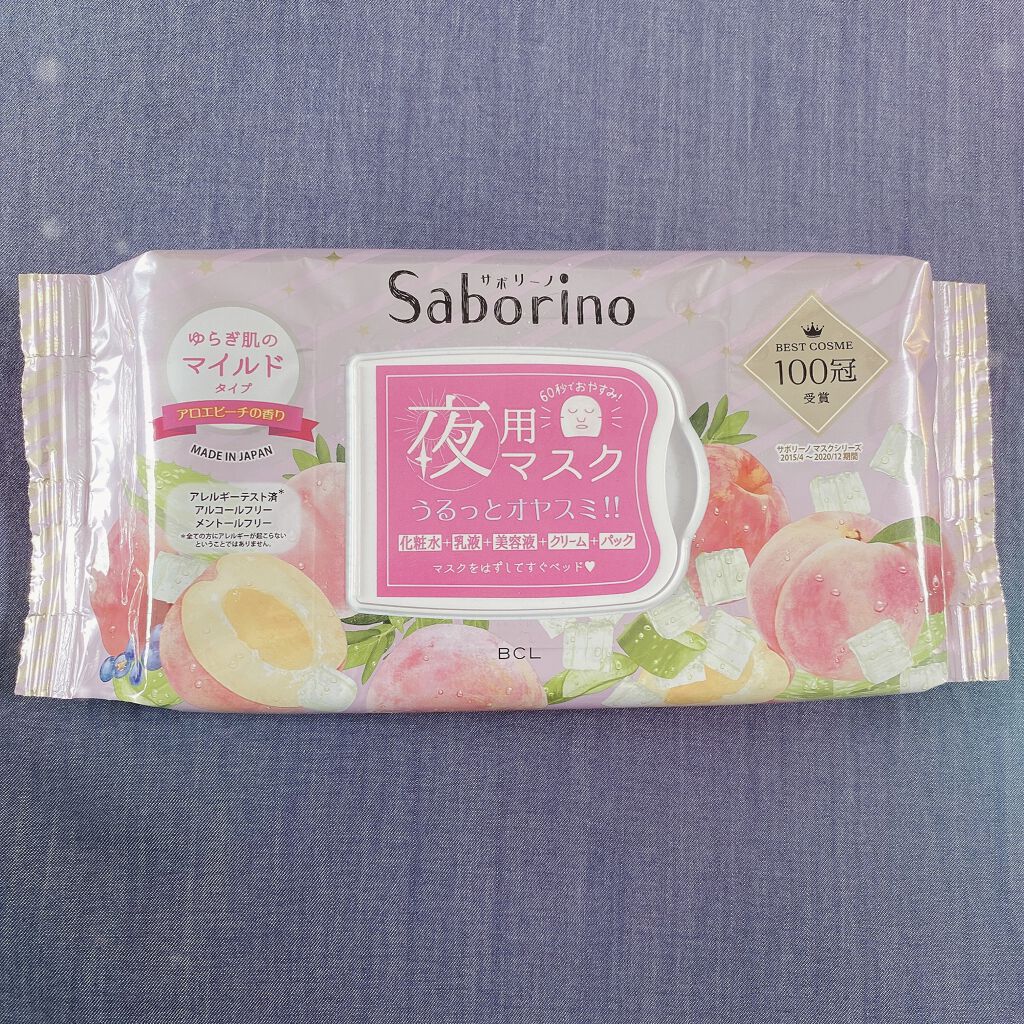 サボリーノ
Saborino
ゆらぎ肌の
マイルド
タイプ
アロエピーチの香り
MADE IN JAPAN
アレルギーテスト済*
アルコールフリー
メントールフリー
*全ての方にアレルギーが起こらない
ということではありません。
60秒でおやすみ!
夜用
マスク
うるっとオヤスミ!!
化粧水+乳液+美容液+クリーム+パック
マスクをはずしてすぐベッド♥
BCL
BEST COSME
100冠
受賞
サボリーノ マスクシリーズ
2015/4 〜 2020/12 期間